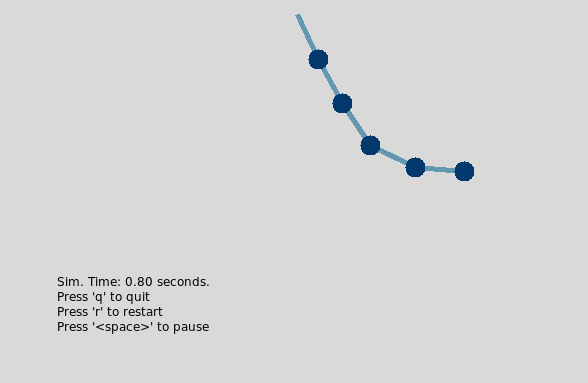 Sim. Time: 0.80 seconds.
Press 'q' to quit
Press 'r' to restart
Press '<space>' to pause